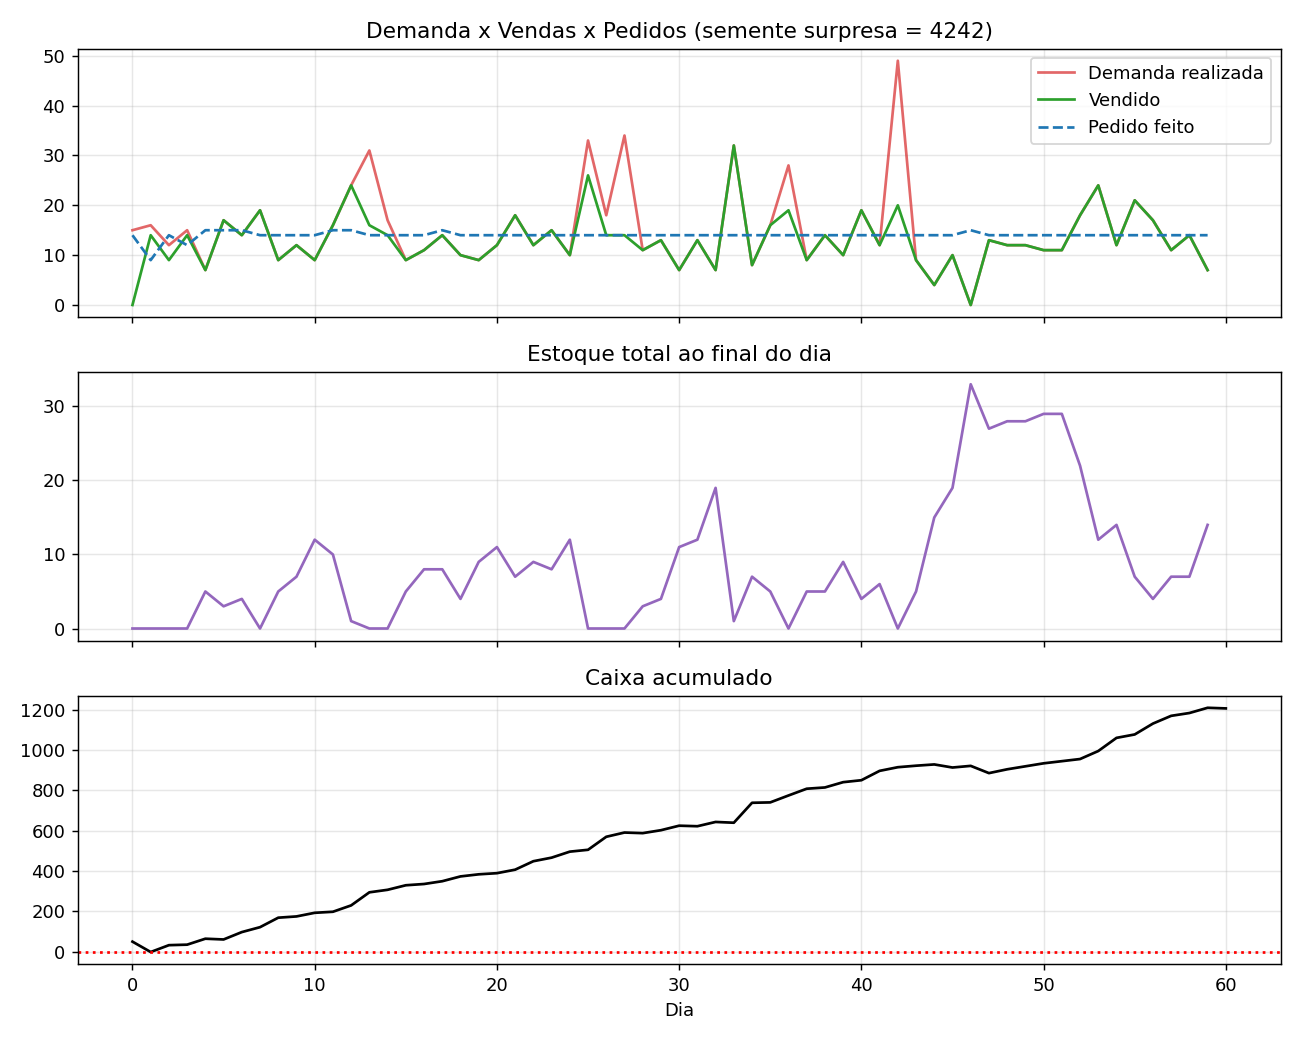 Demanda x Vendas x Pedidos (semente surpresa = 4242)
50
40
30
20
10
0
Demanda realizada
Vendido
Pedido feito
Estoque total ao final do dia
30
20
10
0
Caixa acumulado
1200
1000
800
600
400
200
0
0 10 20 30 40 50 60
Dia